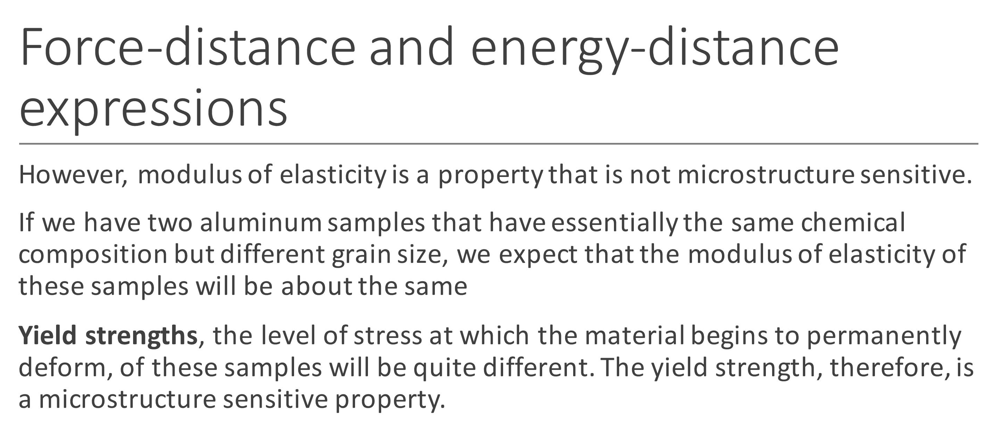 Force-distance and energy-distance
expressions
However, modulus of elasticity is a property that is not microstructure sensitive.
If we have two aluminum samples that have essentially the same chemical
composition but different grain size, we expect that the modulus of elasticity of
these samples will be about the same
Yield strengths, the level of stress at which the material begins to permanently
deform, of these samples will be quite different. The yield strength, therefore, is
a microstructure sensitive property.